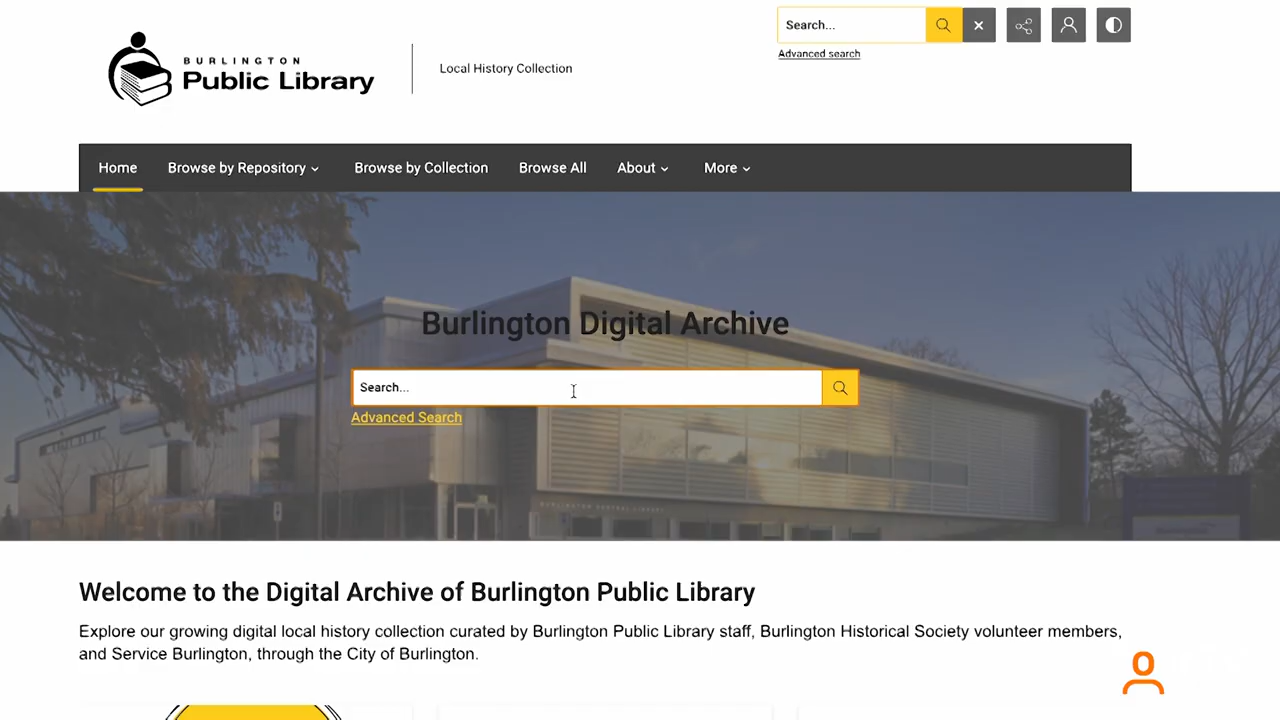 BURLINGTON
Public Library
Local History Collection
Search...
Advanced search
Home
Browse by Repository
Browse by Collection
Browse All
About
More
Burlington Digital Archive
Search...
Advanced Search
BURLINGTON CENTRAL LIBRARY
Welcome to the Digital Archive of Burlington Public Library
Explore our growing digital local history collection curated by Burlington Public Library staff, Burlington Historical Society volunteer members,
and Service Burlington, through the City of Burlington.